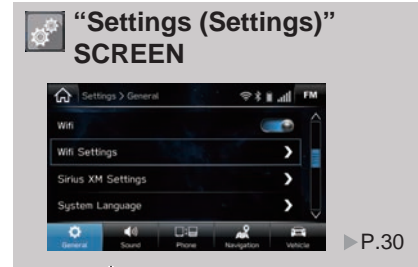 “Settings (Settings)”
SCREEN
Settings > General
FM
Wifi
Wifi Settings
Sirius XM Settings
System Language
General Sound Phone Navigation Vehicle
P.30